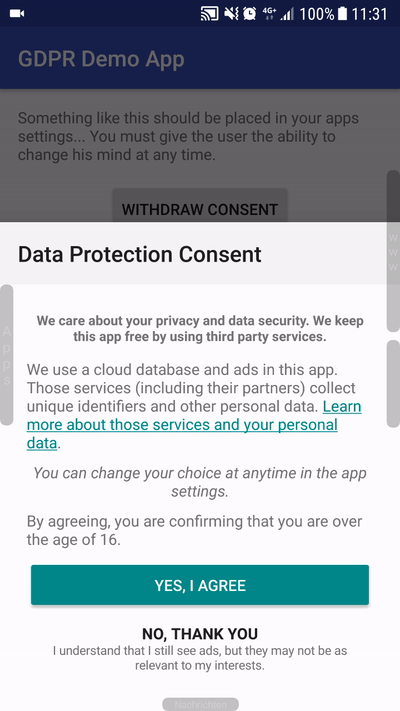 4G+ 100% 11:31
GDPR Demo App
Something like this should be placed in your apps
settings... You must give the user the ability to
change his mind at any time.
WITHDRAW CONSENT
Data Protection Consent
We care about your privacy and data security. We keep
this app free by using third party services.
We use a cloud database and ads in this app.
Those services (including their partners) collect
unique identifiers and other personal data. Learn
more about those services and your personal
data.
You can change your choice at anytime in the app
settings.
By agreeing, you are confirming that you are over
the age of 16.
YES, I AGREE
NO, THANK YOU
I understand that I still see ads, but they may not be as
relevant to my interests.
Apps
www
Nachrichten